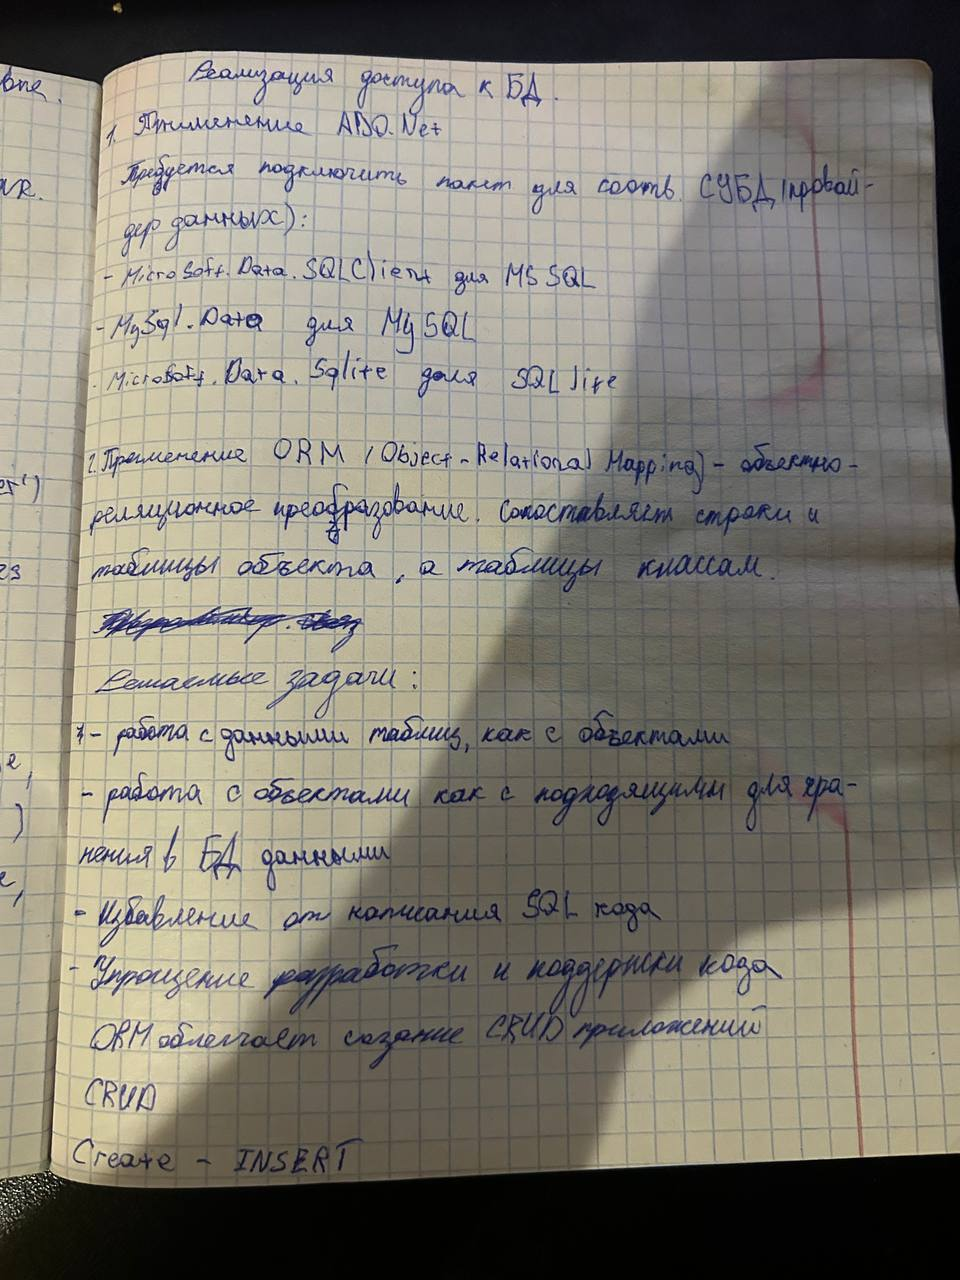 вле.
Реализация доступа к БД.
1. Применение ADO.Net
Требуется подключить пакет для соотв. СУБД (провай-
дер данных):
- Microsoft.Data.SQLClient для MS SQL
- MySql.Data для MySQL
- Microsoft.Data.Sqlite для SQL lite
2. Применение ORM (Object-Relational Mapping) - объектно-
реляционное преобразование. Сопоставляет строки и
таблицы объекта, а таблицы классам.
Решаемые задачи:
- работа с данными таблиц, как с объектами
- работа с объектами как с подходящими для хра-
нения в БД данными
- Избавление от написания SQL кода
- Упрощение разработки и поддержки кода
ORM облегчает создание CRUD приложений
CRUD
Create - INSERT